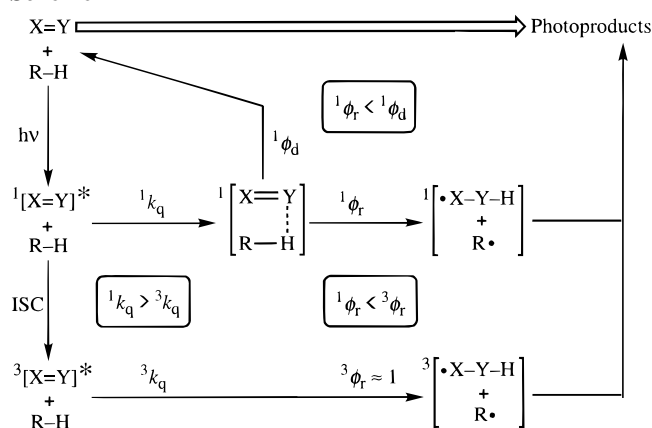 X=Y
Photoproducts
+
R–H
¹ϕr < ¹ϕd
hν
¹ϕd
¹[X=Y]*
+
R–H
¹kq
¹[X=Y
R—H]
¹ϕr
¹[•X–Y–H
+
R•]
ISC
¹kq > ³kq
¹ϕr < ³ϕr
³[X=Y]*
+
R–H
³kq
³ϕr ≈ 1
³[•X–Y–H
+
R•]